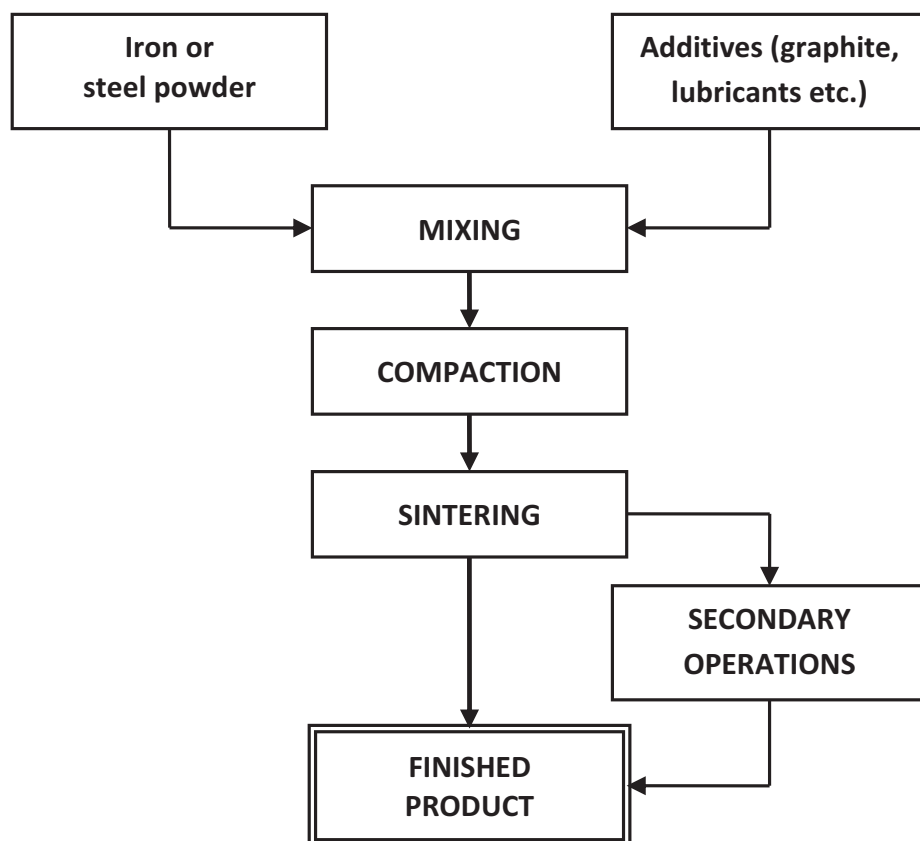 Iron or
steel powder
Additives (graphite,
lubricants etc.)
MIXING
COMPACTION
SINTERING
SECONDARY
OPERATIONS
FINISHED
PRODUCT